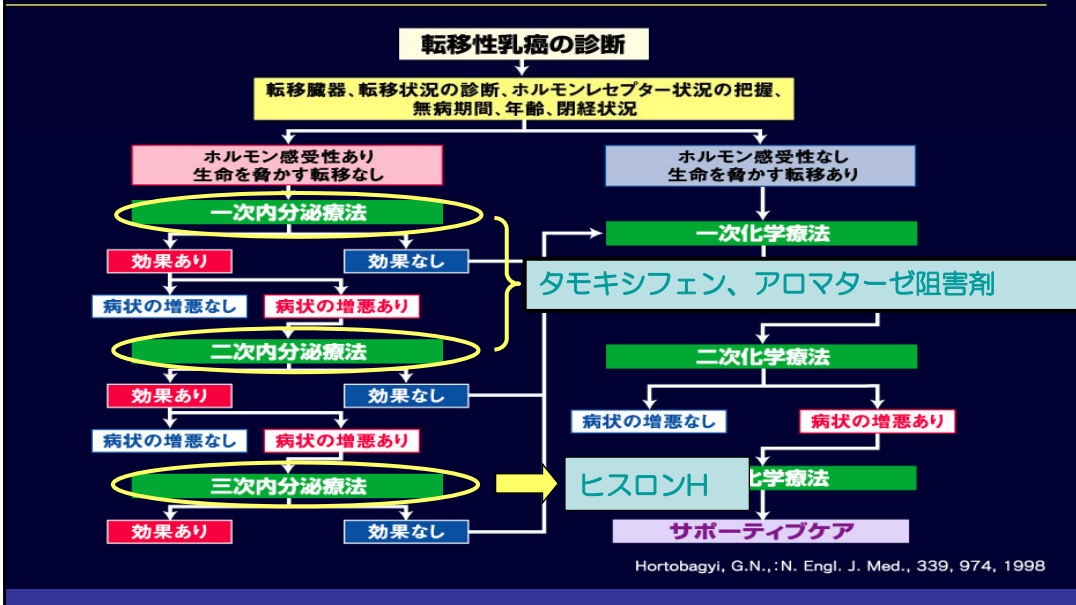 転移性乳癌の診断
転移臓器、転移状況の診断、ホルモンレセプター状況の把握、
無病期間、年齢、閉経状況
ホルモン感受性あり
生命を脅かす転移なし
一次内分泌療法
効果あり
効果なし
病状の増悪なし
病状の増悪あり
二次内分泌療法
効果あり
効果なし
病状の増悪なし
病状の増悪あり
三次内分泌療法
効果あり
効果なし
ホルモン感受性なし
生命を脅かす転移あり
一次化学療法
タモキシフェン、アロマターゼ阻害剤
二次化学療法
病状の増悪なし
病状の増悪あり
ヒスロンH
化学療法
サポーティブケア
Hortobagyi, G.N.,:N. Engl. J. Med., 339, 974, 1998